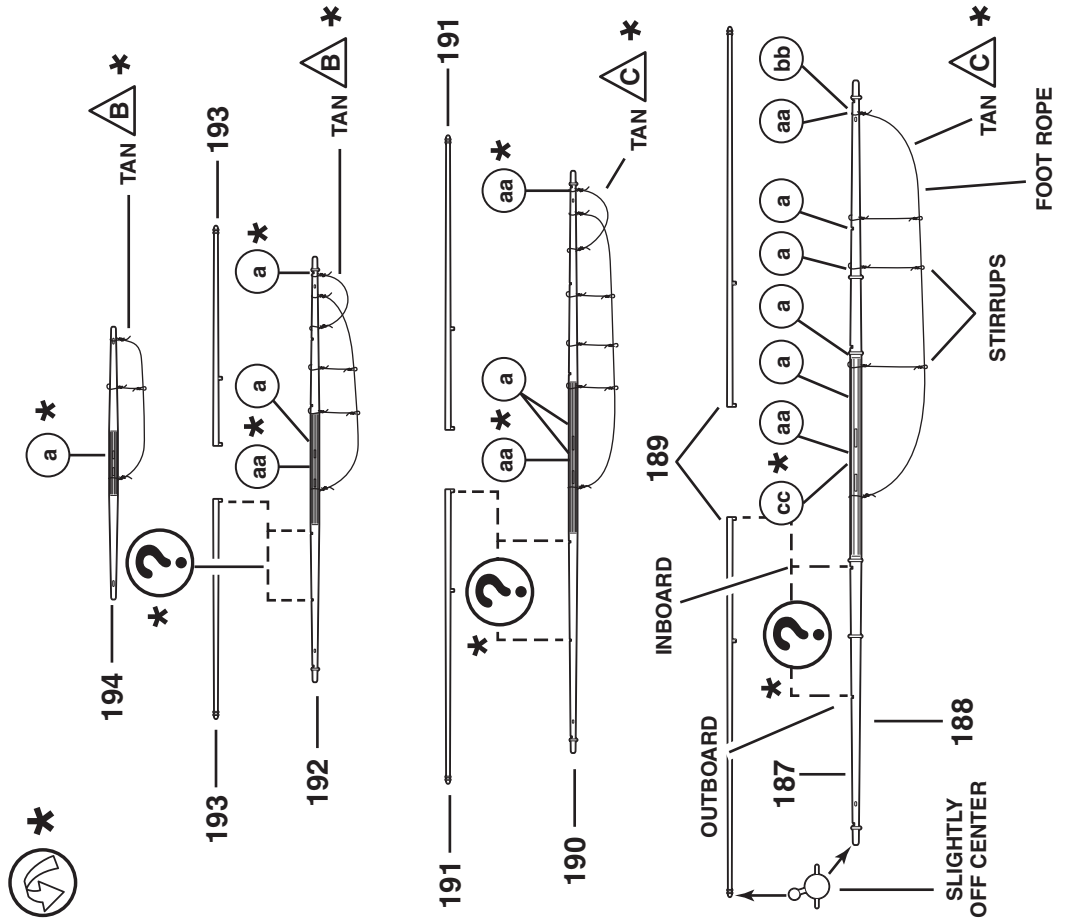 *
194
a *
TAN B *
193
? *
193
192
aa *
a
a *
TAN B *
191
191
190
? *
aa *
a
aa *
TAN C *
189
OUTBOARD
INBOARD
? *
187
188
cc *
aa
a
a
a
a
aa
bb
SLIGHTLY
OFF CENTER
STIRRUPS
FOOT ROPE
TAN C *